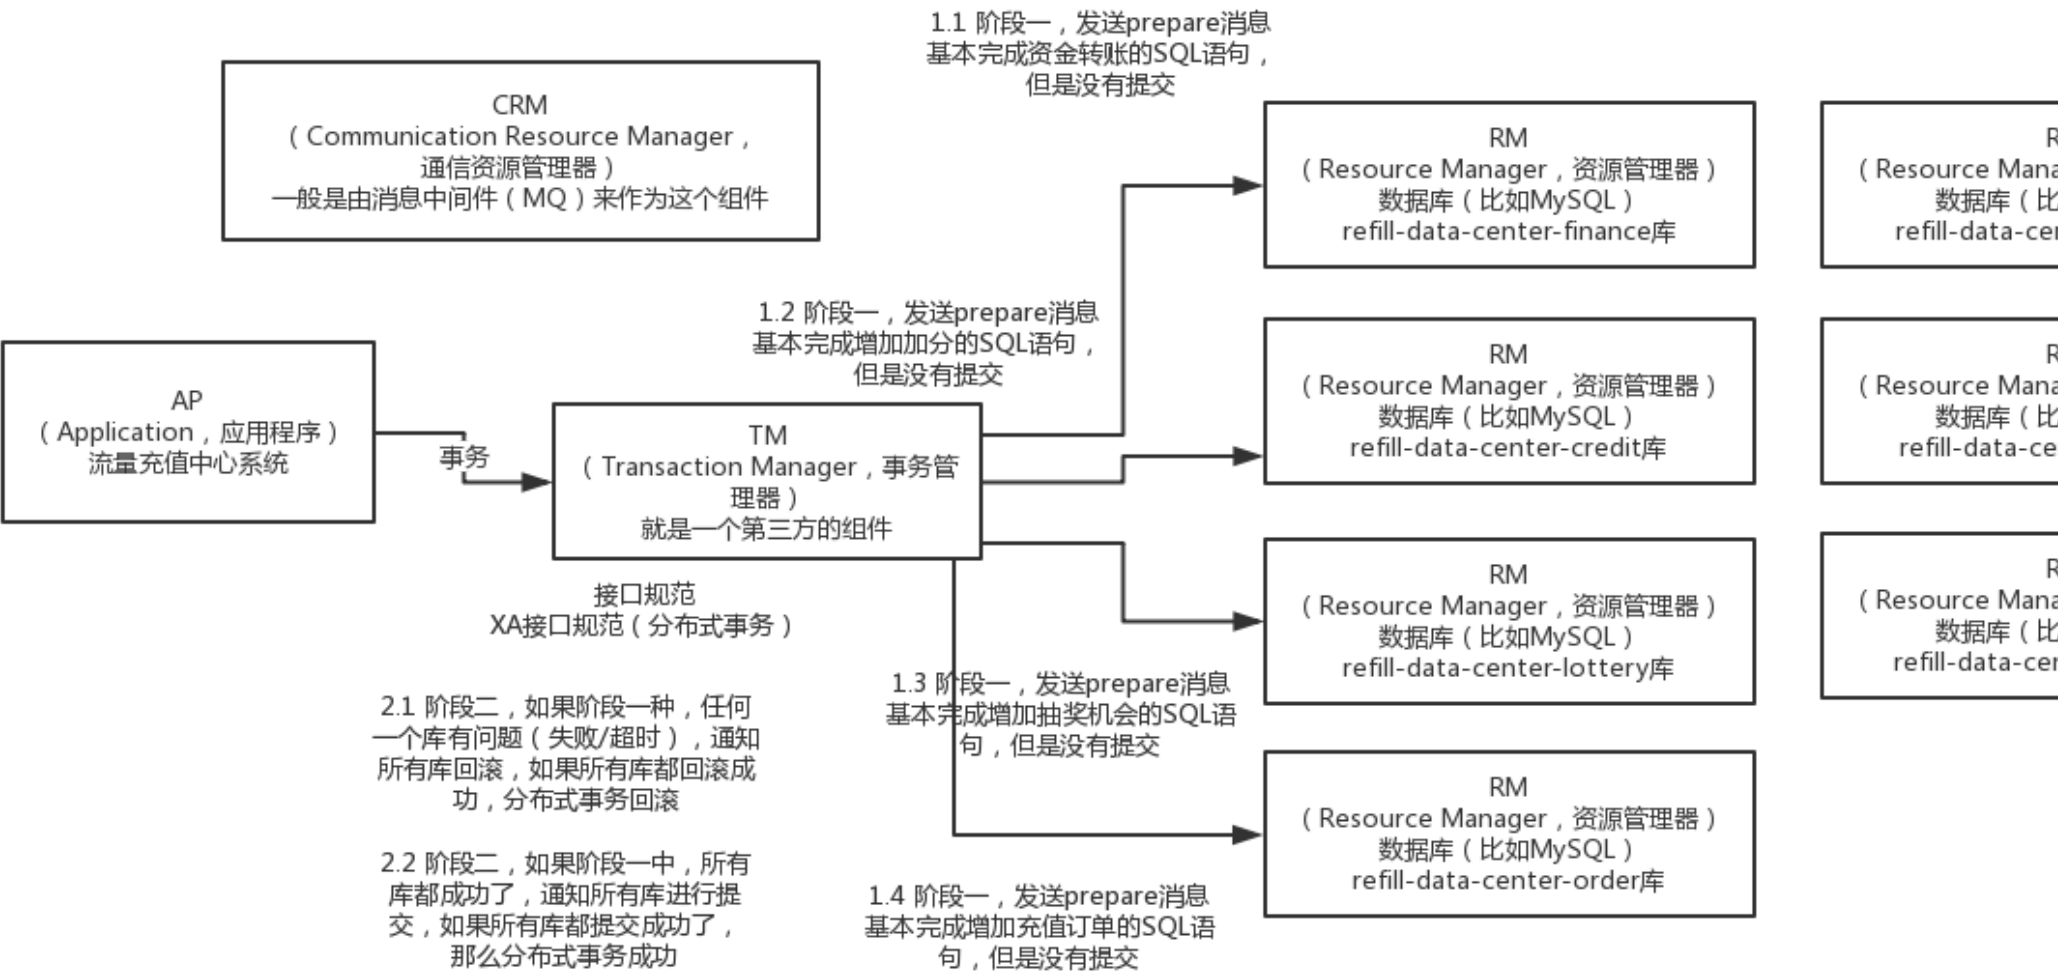 1.1 阶段一，发送prepare消息
基本完成资金转账的SQL语句，
但是没有提交
CRM
（Communication Resource Manager，
通信资源管理器）
一般是由消息中间件（MQ）来作为这个组件
RM
（Resource Manager，资源管理器）
数据库（比如MySQL）
refill-data-center-finance库
1.2 阶段一，发送prepare消息
基本完成增加加分的SQL语句，
但是没有提交
RM
（Resource Manager，资源管理器）
数据库（比如MySQL）
refill-data-center-credit库
AP
（Application，应用程序）
流量充值中心系统
事务
TM
（Transaction Manager，事务管
理器）
就是一个第三方的组件
接口规范
XA接口规范（分布式事务）
RM
（Resource Manager，资源管理器）
数据库（比如MySQL）
refill-data-center-lottery库
1.3 阶段一，发送prepare消息
基本完成增加抽奖机会的SQL语
句，但是没有提交
2.1 阶段二，如果阶段一种，任何
一个库有问题（失败/超时），通知
所有库回滚，如果所有库都回滚成
功，分布式事务回滚
RM
（Resource Manager，资源管理器）
数据库（比如MySQL）
refill-data-center-order库
2.2 阶段二，如果阶段一中，所有
库都成功了，通知所有库进行提
交，如果所有库都提交成功了，
那么分布式事务成功
1.4 阶段一，发送prepare消息
基本完成增加充值订单的SQL语
句，但是没有提交
（Resource
数据库（比
refill-data-
（Resource
数据库（比
refill-data-
（Resource
数据库（比
refill-data-